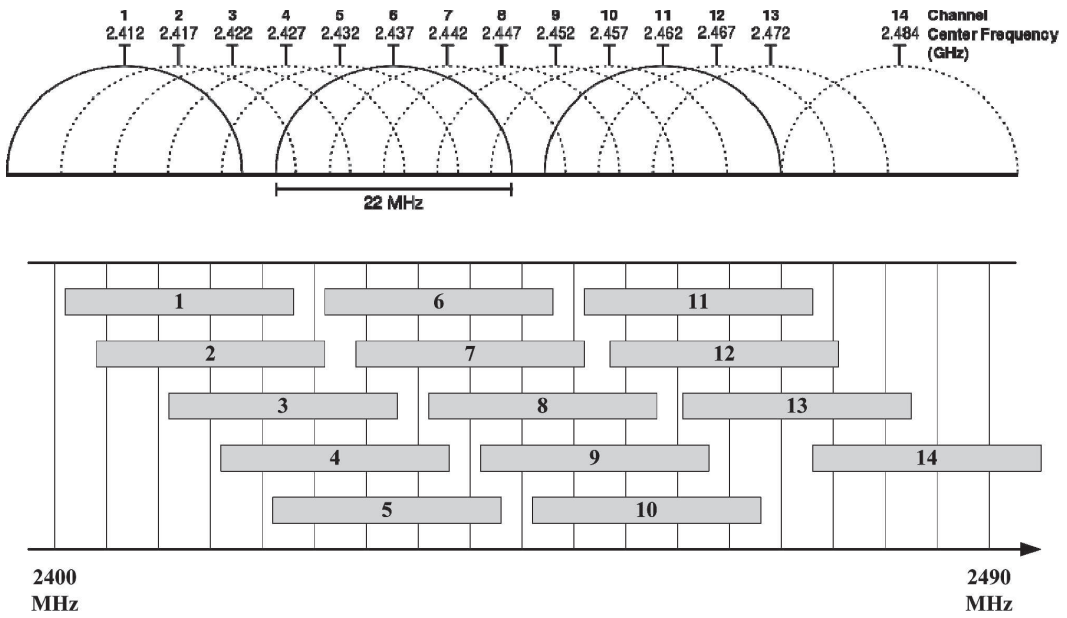 1 2 3 4 5 6 7 8 9 10 11 12 13 14 Channel
2.412 2.417 2.422 2.427 2.432 2.437 2.442 2.447 2.452 2.457 2.462 2.467 2.472 2.484 Center Frequency
(GHz)
22 MHz
1 6 11
2 7 12
3 8 13
4 9 14
5 10
2400 2490
MHz MHz